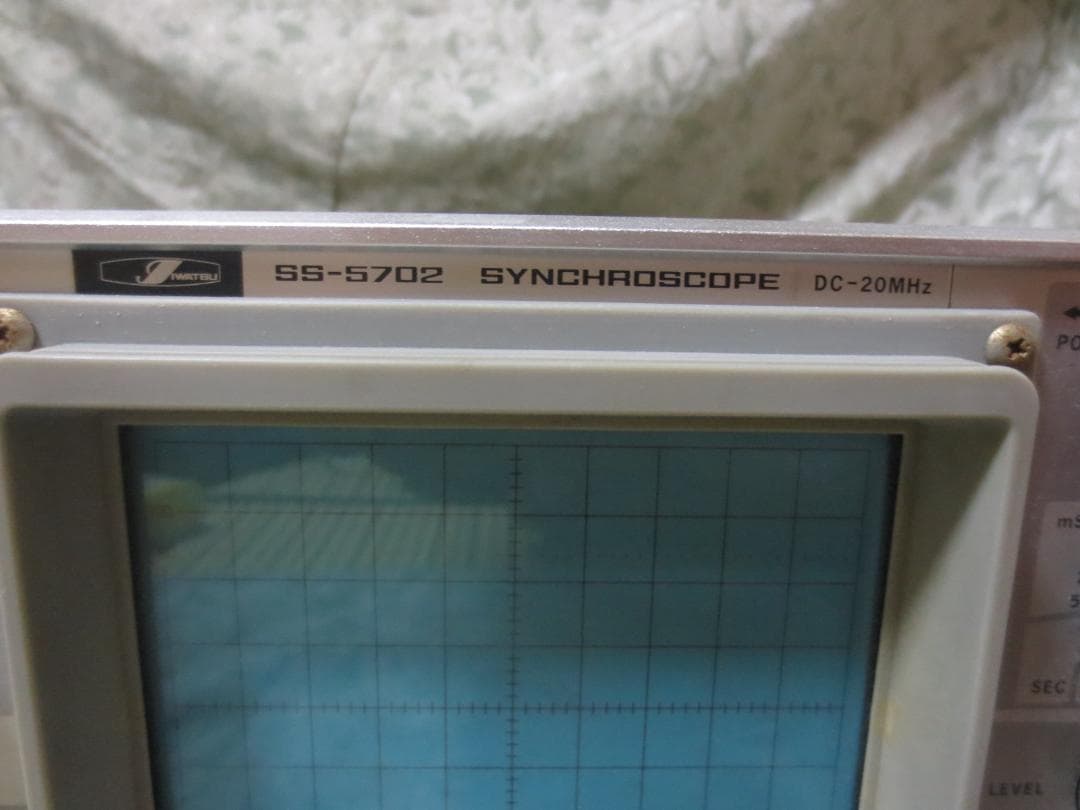 IWATSU SS-5702 SYNCHROSCOPE DC-20MHz
SEC
LEVEL